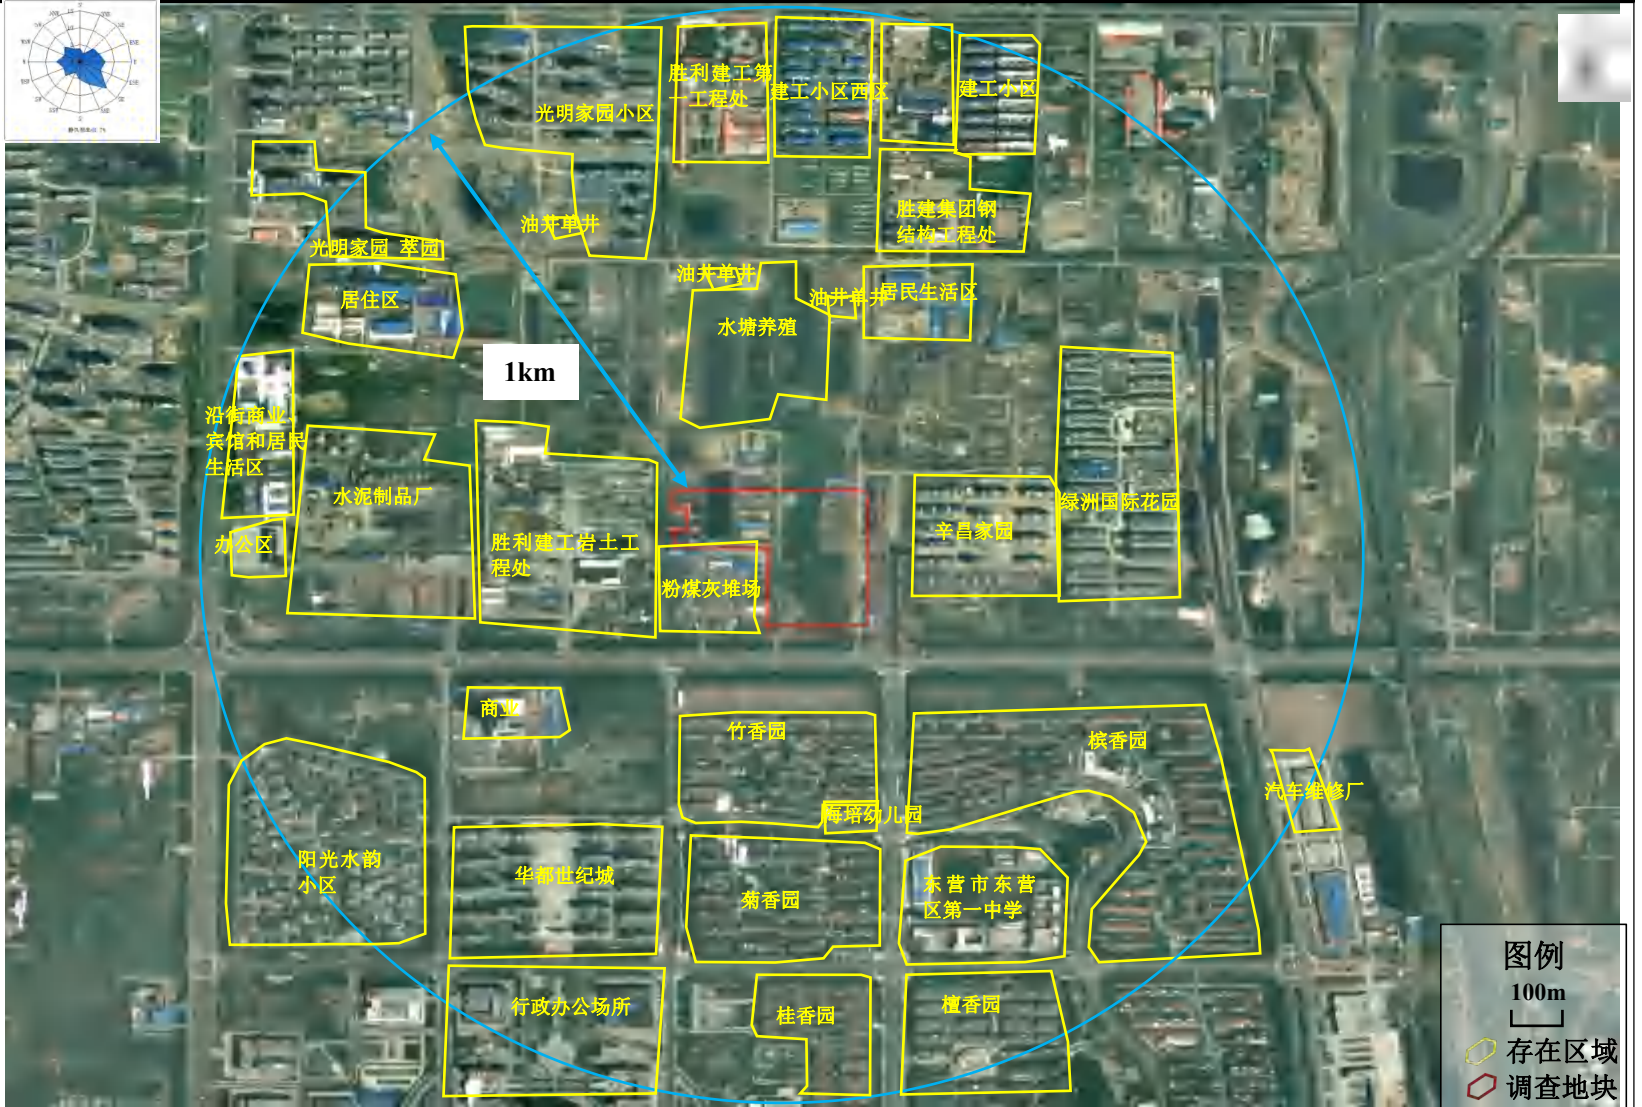 胜利建工第
一工程处
建工小区西区
建工小区
光明家园小区
胜建集团钢
结构工程处
油井单井
光明家园 萃园
油井单井
油井单井
居民生活区
居住区
水塘养殖
1km
沿街商业、
宾馆和居民
生活区
水泥制品厂
绿洲国际花园
辛昌家园
胜利建工岩土工
程处
办公区
粉煤灰堆场
商业
竹香园
槟香园
汽车维修厂
海培幼儿园
阳光水韵
小区
华都世纪城
菊香园
东营市东营
区第一中学
行政办公场所
桂香园
檀香园
图例
100m
存在区域
调查地块